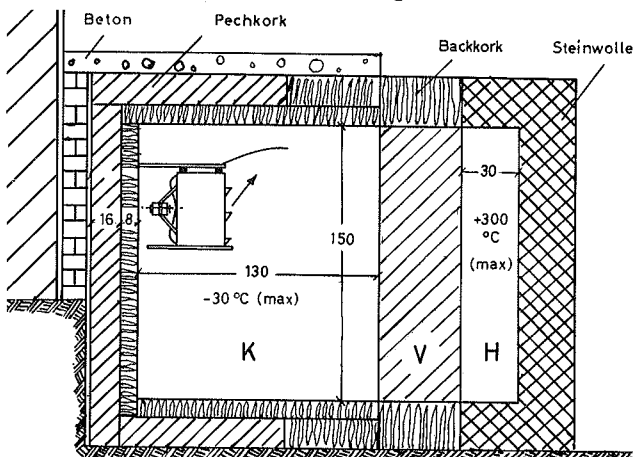 Beton
Pechkork
Backkork
Steinwolle
16
8
150
30
+300
°C
(max)
130
-30 °C (max)
K
V
H